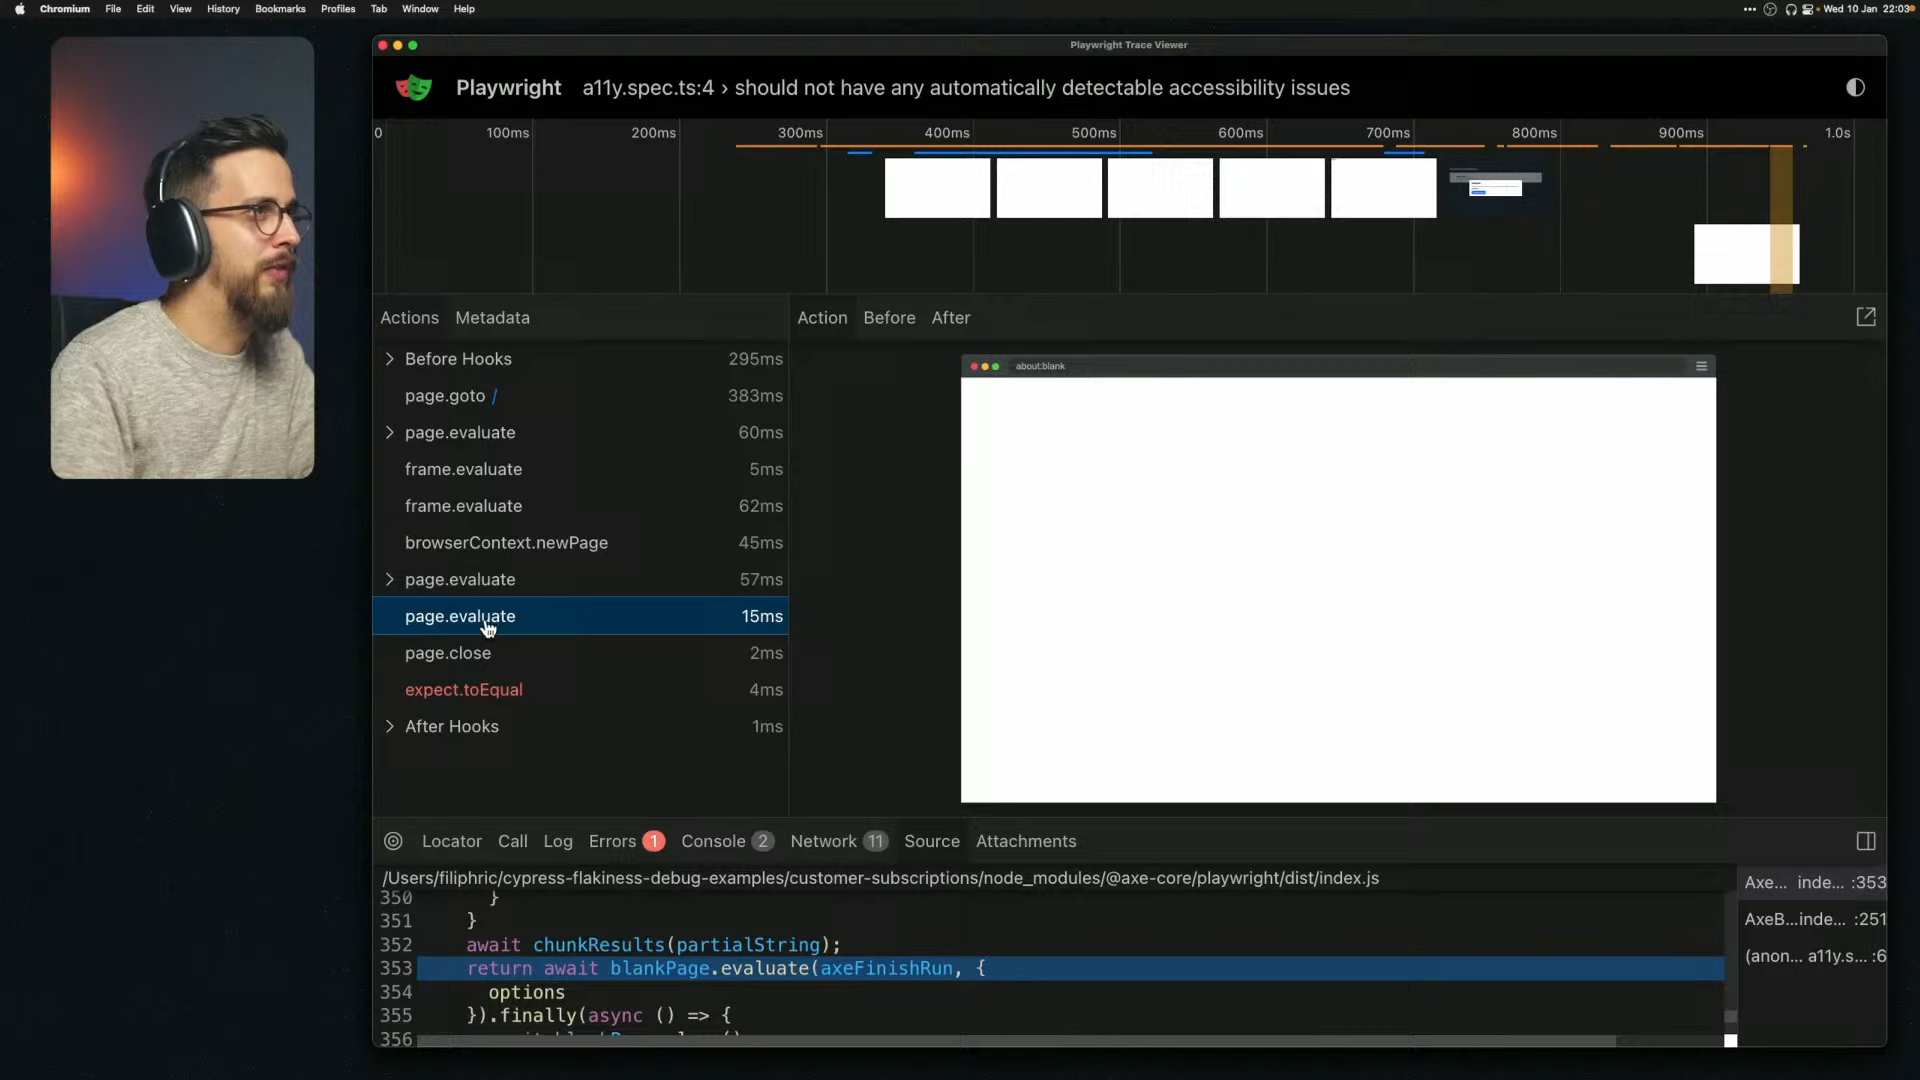 Chromium File Edit View History Bookmarks Profiles Tab Window Help
Wed 10 Jan 22:03
Playwright Trace Viewer
Playwright a11y.spec.ts:4 › should not have any automatically detectable accessibility issues
0 100ms 200ms 300ms 400ms 500ms 600ms 700ms 800ms 900ms 1.0s
Actions Metadata
Action Before After
Before Hooks 295ms
page.goto / 383ms
page.evaluate 60ms
frame.evaluate 5ms
frame.evaluate 62ms
browserContext.newPage 45ms
page.evaluate 57ms
page.evaluate 15ms
page.close 2ms
expect.toEqual 4ms
After Hooks 1ms
about:blank
Locator Call Log Errors 1 Console 2 Network 11 Source Attachments
/Users/filiphric/cypress-flakiness-debug-examples/customer-subscriptions/node_modules/@axe-core/playwright/dist/index.js
350 }
351 }
352 await chunkResults(partialString);
353 return await blankPage.evaluate(axeFinishRun, {
354 options
355 }).finally(async () => {
356
Axe... inde... :353
AxeB...inde... :251
(anon... a11y.s... :6